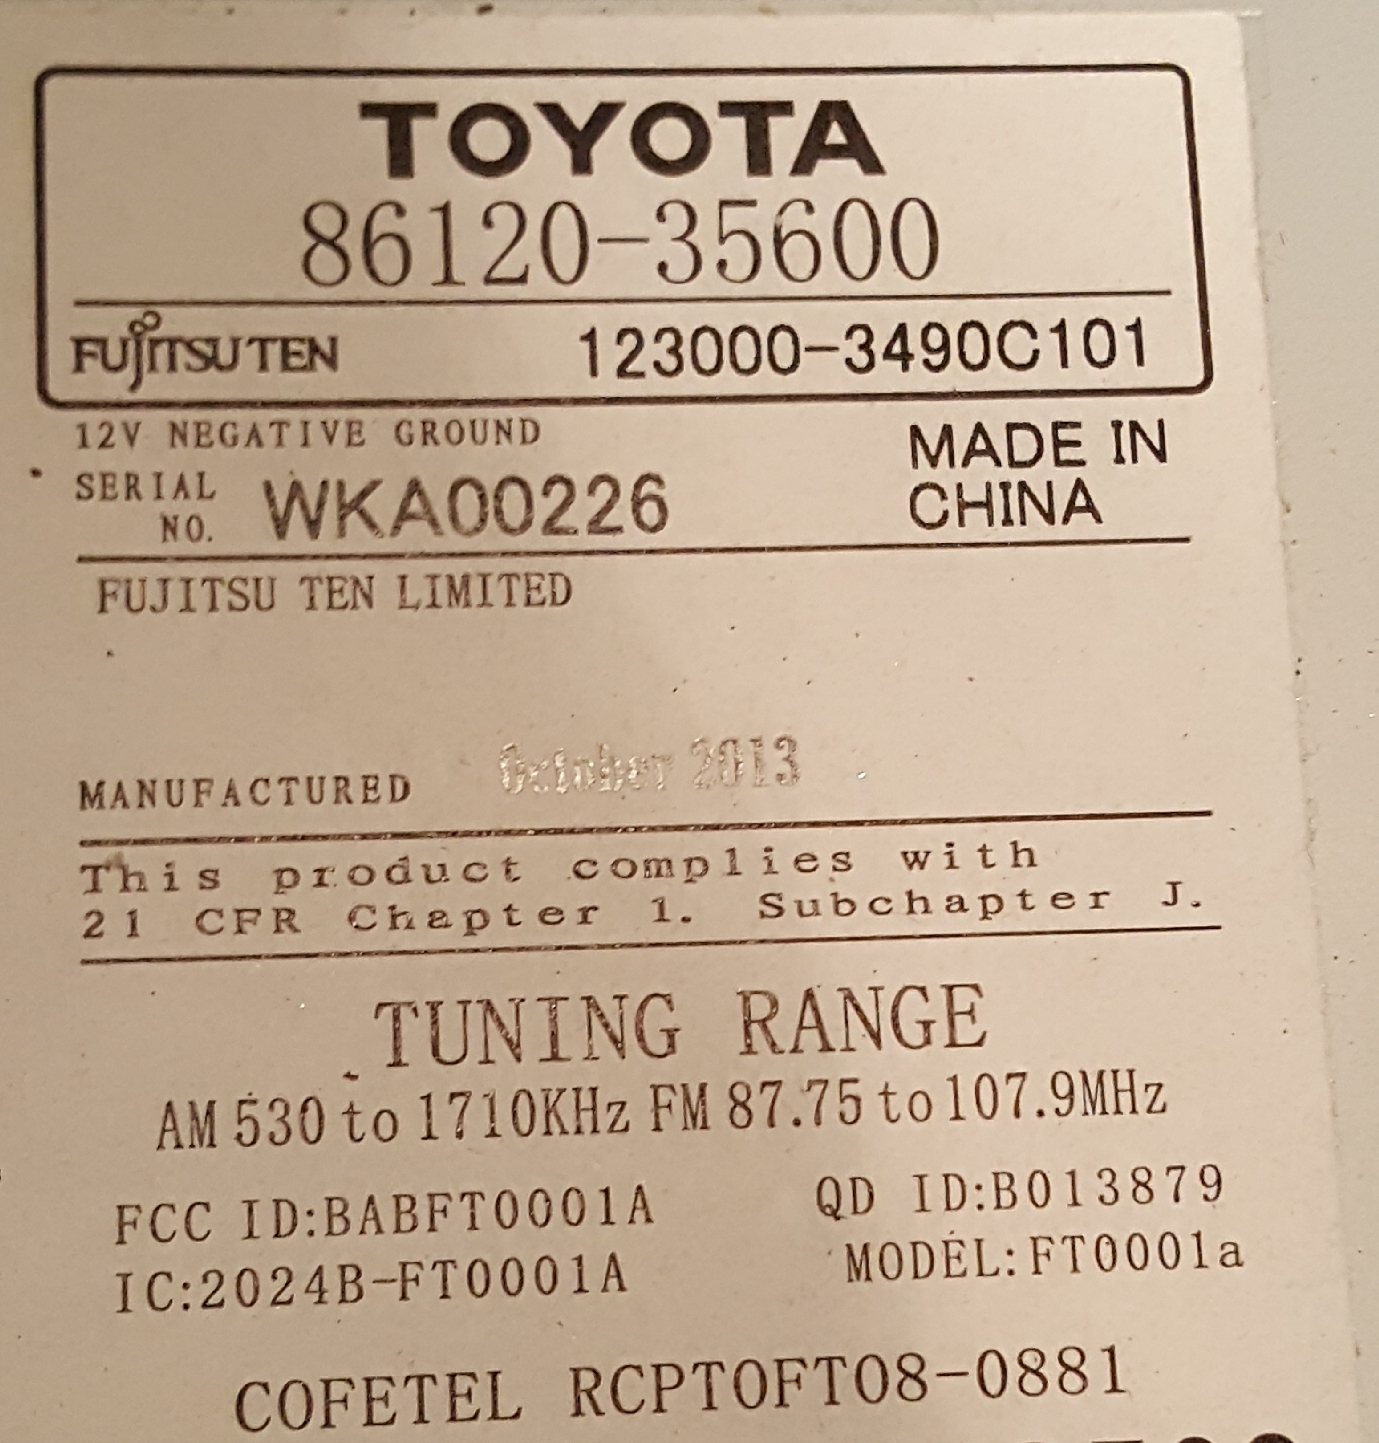 TOYOTA
86120-35600
FUJITSU TEN 123000-3490C101
12V NEGATIVE GROUND
MADE IN
CHINA
SERIAL
NO. WKA00226
FUJITSU TEN LIMITED
MANUFACTURED October 2013
This product complies with
21 CFR Chapter 1. Subchapter J.
TUNING RANGE
AM 530 to 1710KHz FM 87.75 to 107.9MHz
FCC ID:BABFT0001A QD ID:B013879
IC:2024B-FT0001A MODEL:FT0001a
COFETEL RCPTOFT08-0881